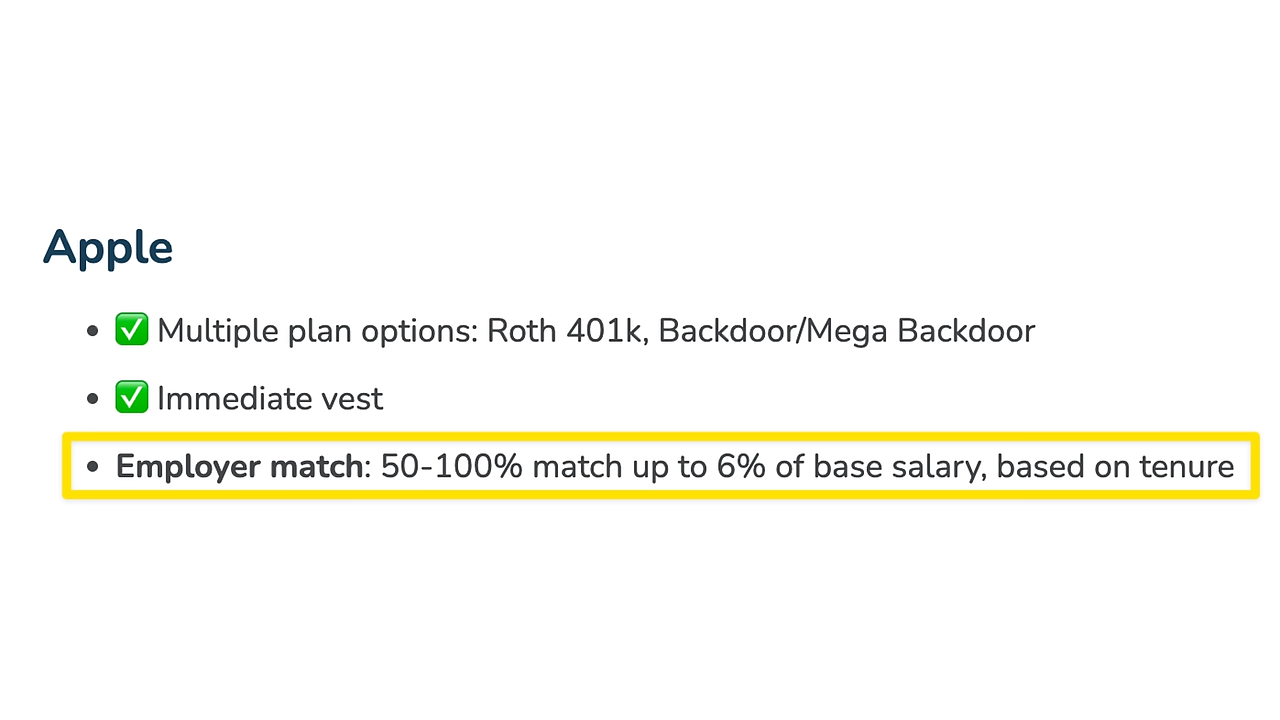 Apple
• ✅ Multiple plan options: Roth 401k, Backdoor/Mega Backdoor
• ✅ Immediate vest
• Employer match: 50-100% match up to 6% of base salary, based on tenure